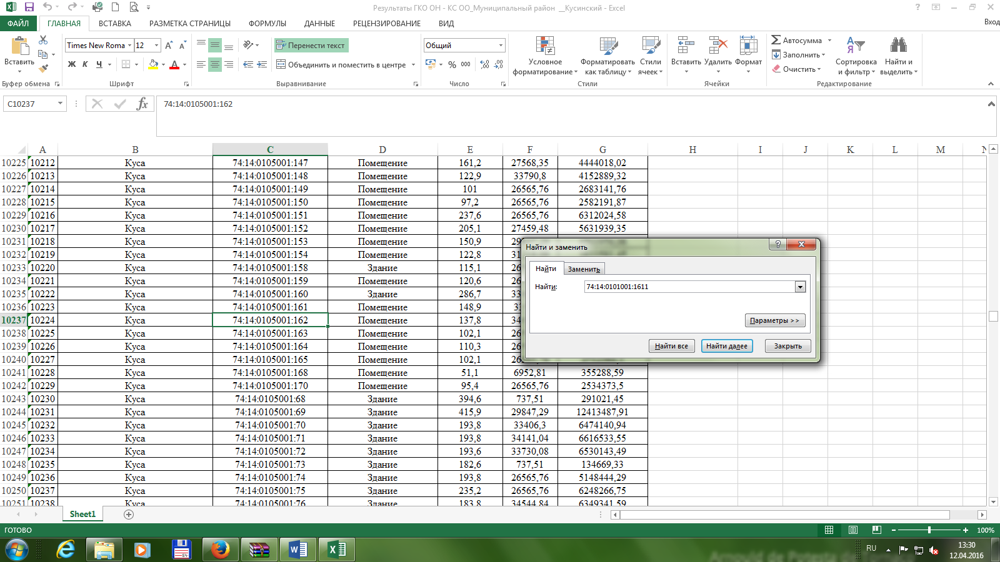 Результаты ГКО ОН - КС ОО_Муниципальный район __Кусинский - Excel
ФАЙЛ ГЛАВНАЯ ВСТАВКА РАЗМЕТКА СТРАНИЦЫ ФОРМУЛЫ ДАННЫЕ РЕЦЕНЗИРОВАНИЕ ВИД Вход
Times New Roma 12 Перенести текст Общий Автосумма
Заполнить
Вставить Ж К Ч Объединить и поместить в центре % 000 Условное форматирование Форматировать как таблицу Стили ячеек Вставить Удалить Формат Очистить Сортировка и фильтр Найти и выделить
Буфер обмена Шрифт Выравнивание Число Стили Ячейки Редактирование
C10237 fx 74:14:0105001:162
A B C D E F G H I J K L M N
10225 10212 Куса 74:14:0105001:147 Помещение 161,2 27568,35 4444018,02
10226 10213 Куса 74:14:0105001:148 Помещение 122,9 33790,8 4152889,32
10227 10214 Куса 74:14:0105001:149 Помещение 101 26565,76 2683141,76
10228 10215 Куса 74:14:0105001:150 Помещение 97,2 26565,76 2582191,87
10229 10216 Куса 74:14:0105001:151 Помещение 237,6 26565,76 6312024,58
10230 10217 Куса 74:14:0105001:152 Помещение 205,1 27459,48 5631939,35
10231 10218 Куса 74:14:0105001:153 Помещение 150,9 29
10232 10219 Куса 74:14:0105001:154 Помещение 122,8 31
10233 10220 Куса 74:14:0105001:158 Здание 115,1 26
10234 10221 Куса 74:14:0105001:159 Помещение 120,6 26
10235 10222 Куса 74:14:0105001:160 Здание 286,7 33
10236 10223 Куса 74:14:0105001:161 Помещение 148,9 3
10237 10224 Куса 74:14:0105001:162 Помещение 137,8 34
10238 10225 Куса 74:14:0105001:163 Помещение 102,1 26
10239 10226 Куса 74:14:0105001:164 Помещение 110,3 26
10240 10227 Куса 74:14:0105001:165 Помещение 102,1 26
10241 10228 Куса 74:14:0105001:168 Помещение 51,1 6952,81 355288,59
10242 10229 Куса 74:14:0105001:170 Помещение 95,4 26565,76 2534373,5
10243 10230 Куса 74:14:0105001:68 Здание 394,6 737,51 291021,45
10244 10231 Куса 74:14:0105001:69 Здание 415,9 29847,29 12413487,91
10245 10232 Куса 74:14:0105001:70 Здание 193,8 33406,3 6474140,94
10246 10233 Куса 74:14:0105001:71 Здание 193,8 34141,04 6616533,55
10247 10234 Куса 74:14:0105001:72 Здание 193,6 33730,08 6530143,49
10248 10235 Куса 74:14:0105001:73 Здание 182,6 737,51 134669,33
10249 10236 Куса 74:14:0105001:74 Здание 193,8 26565,76 5148444,29
10250 10237 Куса 74:14:0105001:75 Здание 235,2 26565,76 6248266,75
10251 10238 Куса 74:14:0105001:76 Здание 183,8 34544,84 6349341,59
Найти и заменить
Найти Заменить
Найти: 74:14:0101001:1611
Параметры >>
Найти все Найти далее Закрыть
Sheet1
ГОТОВО 100%
RU 13:30
12.04.2016